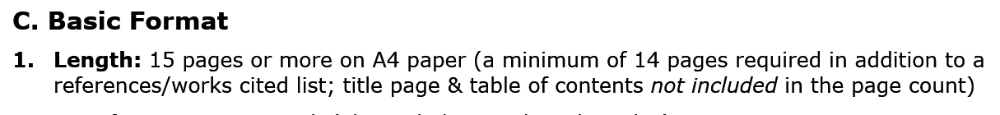 C. Basic Format
1. Length: 15 pages or more on A4 paper (a minimum of 14 pages required in addition to a
references/works cited list; title page & table of contents not included in the page count)